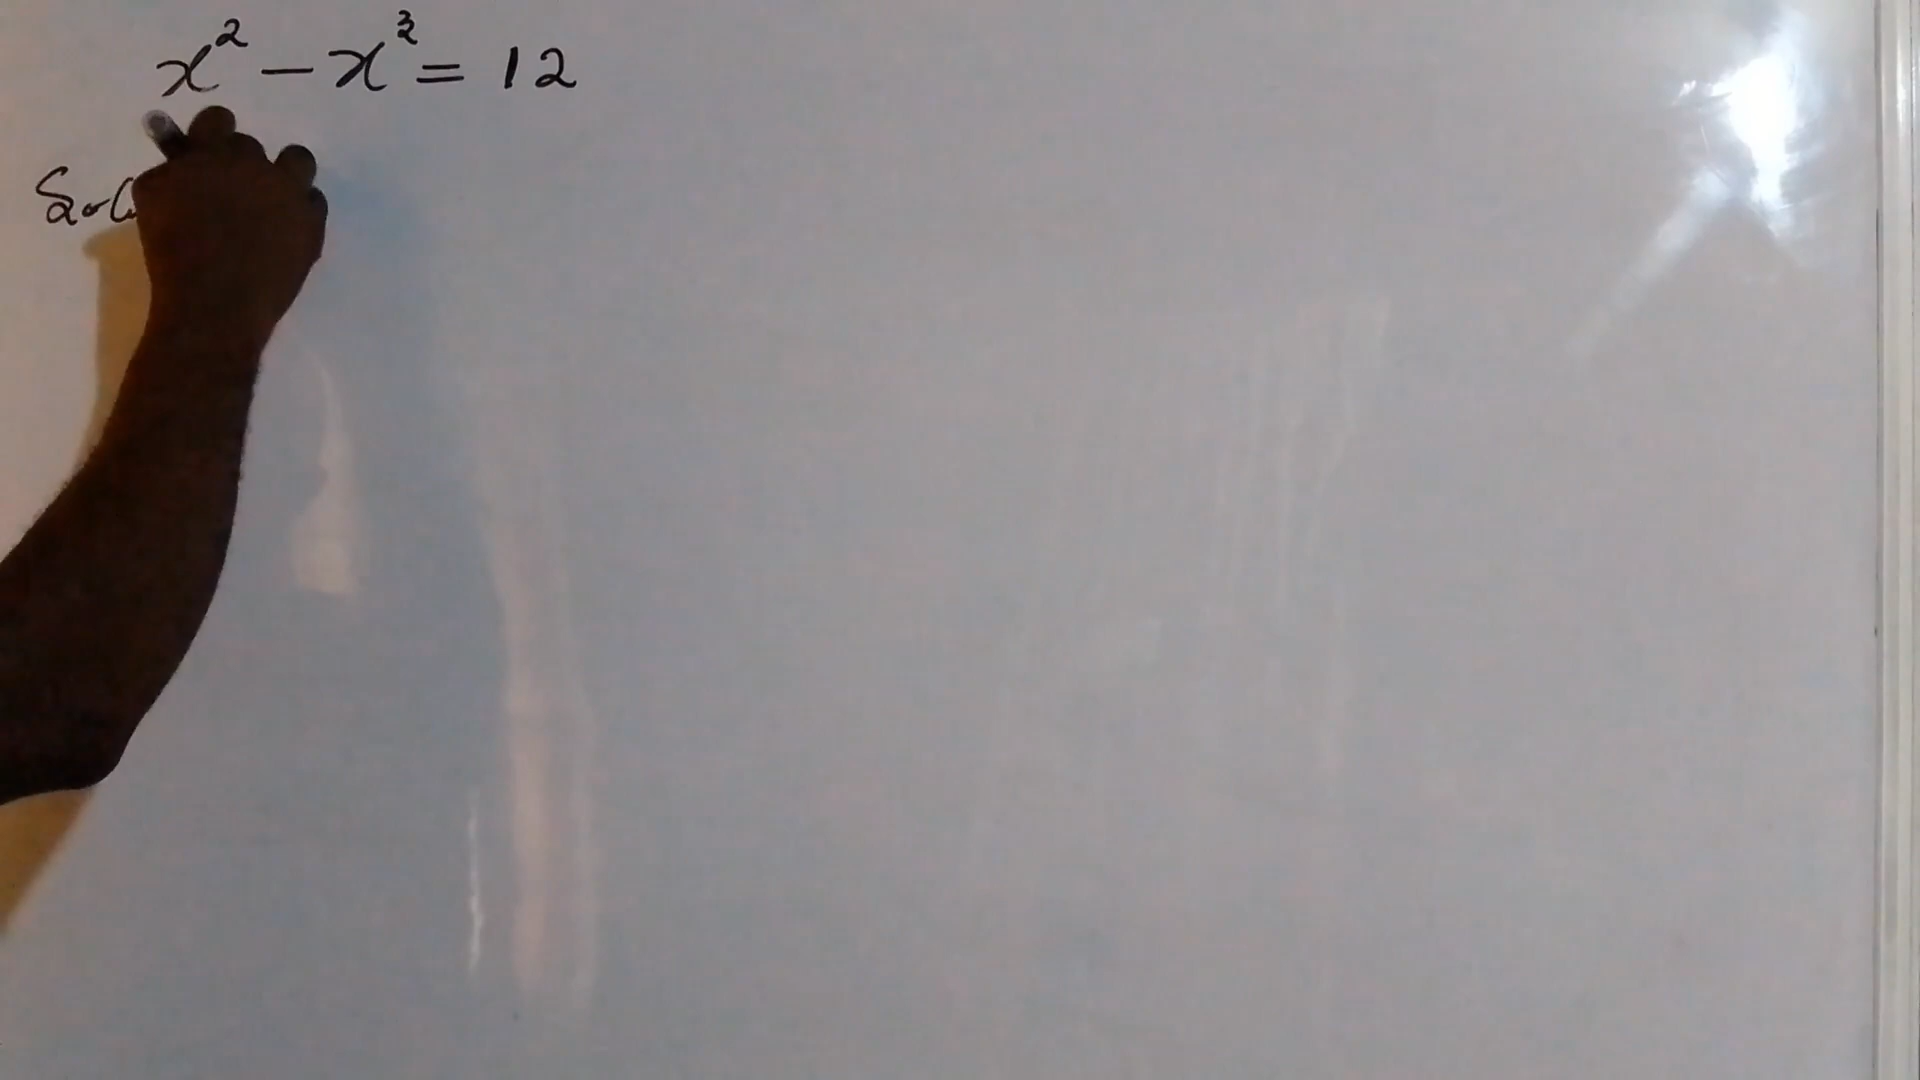 x² - x³ = 12